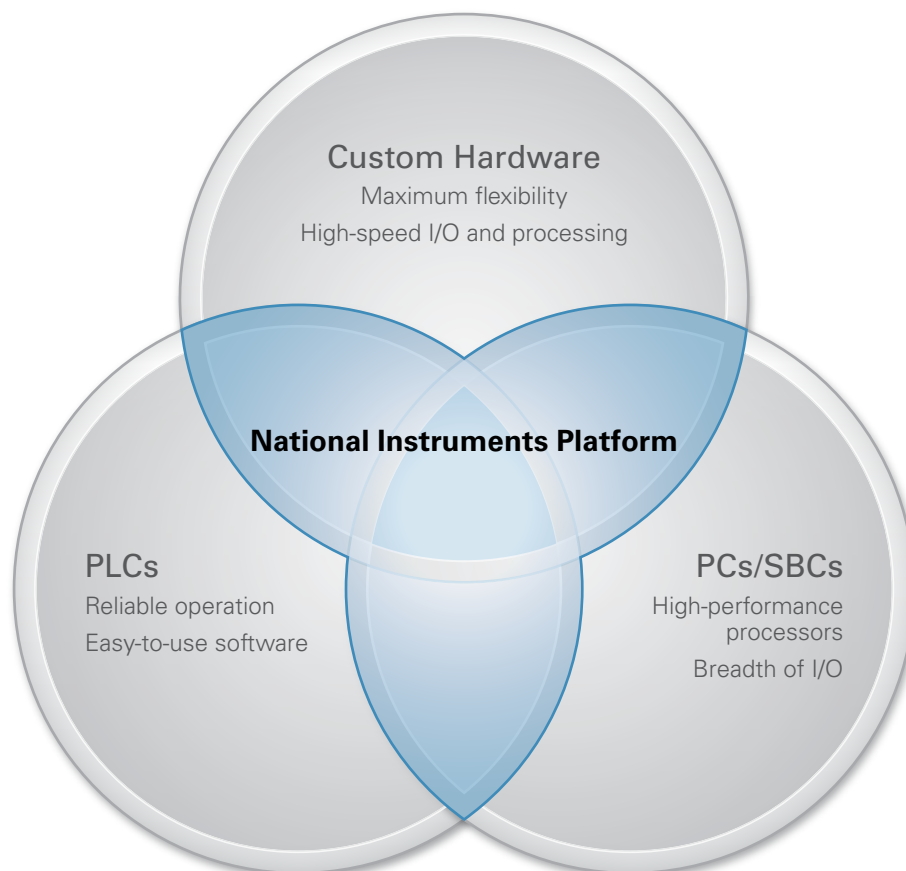 Custom Hardware
Maximum flexibility
High-speed I/O and processing
National Instruments Platform
PLCs
Reliable operation
Easy-to-use software
PCs/SBCs
High-performance
processors
Breadth of I/O